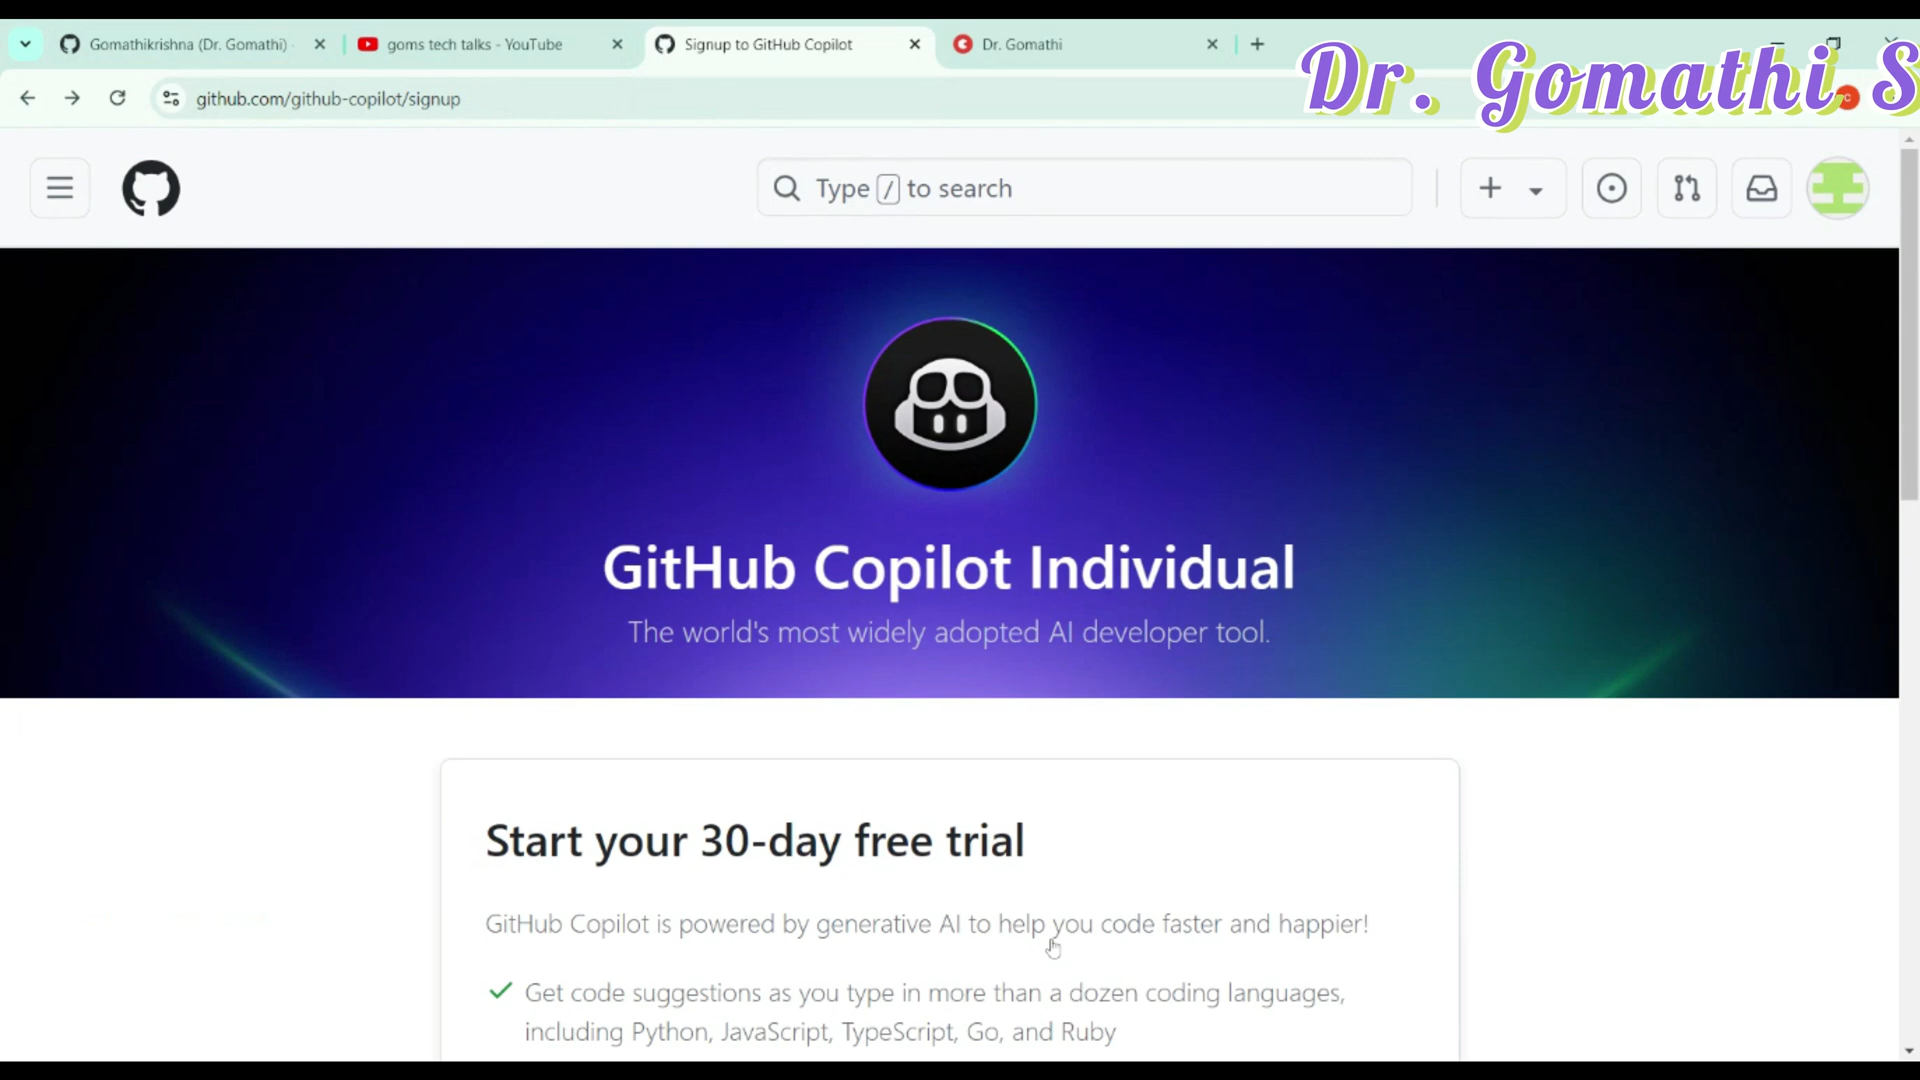 Gomathikrishna (Dr. Gomathi)
goms tech talks - YouTube
Signup to GitHub Copilot
Dr. Gomathi
Dr. Gomathi S
github.com/github-copilot/signup
Type / to search
GitHub Copilot Individual
The world's most widely adopted AI developer tool.
Start your 30-day free trial
GitHub Copilot is powered by generative AI to help you code faster and happier!
Get code suggestions as you type in more than a dozen coding languages,
including Python, JavaScript, TypeScript, Go, and Ruby